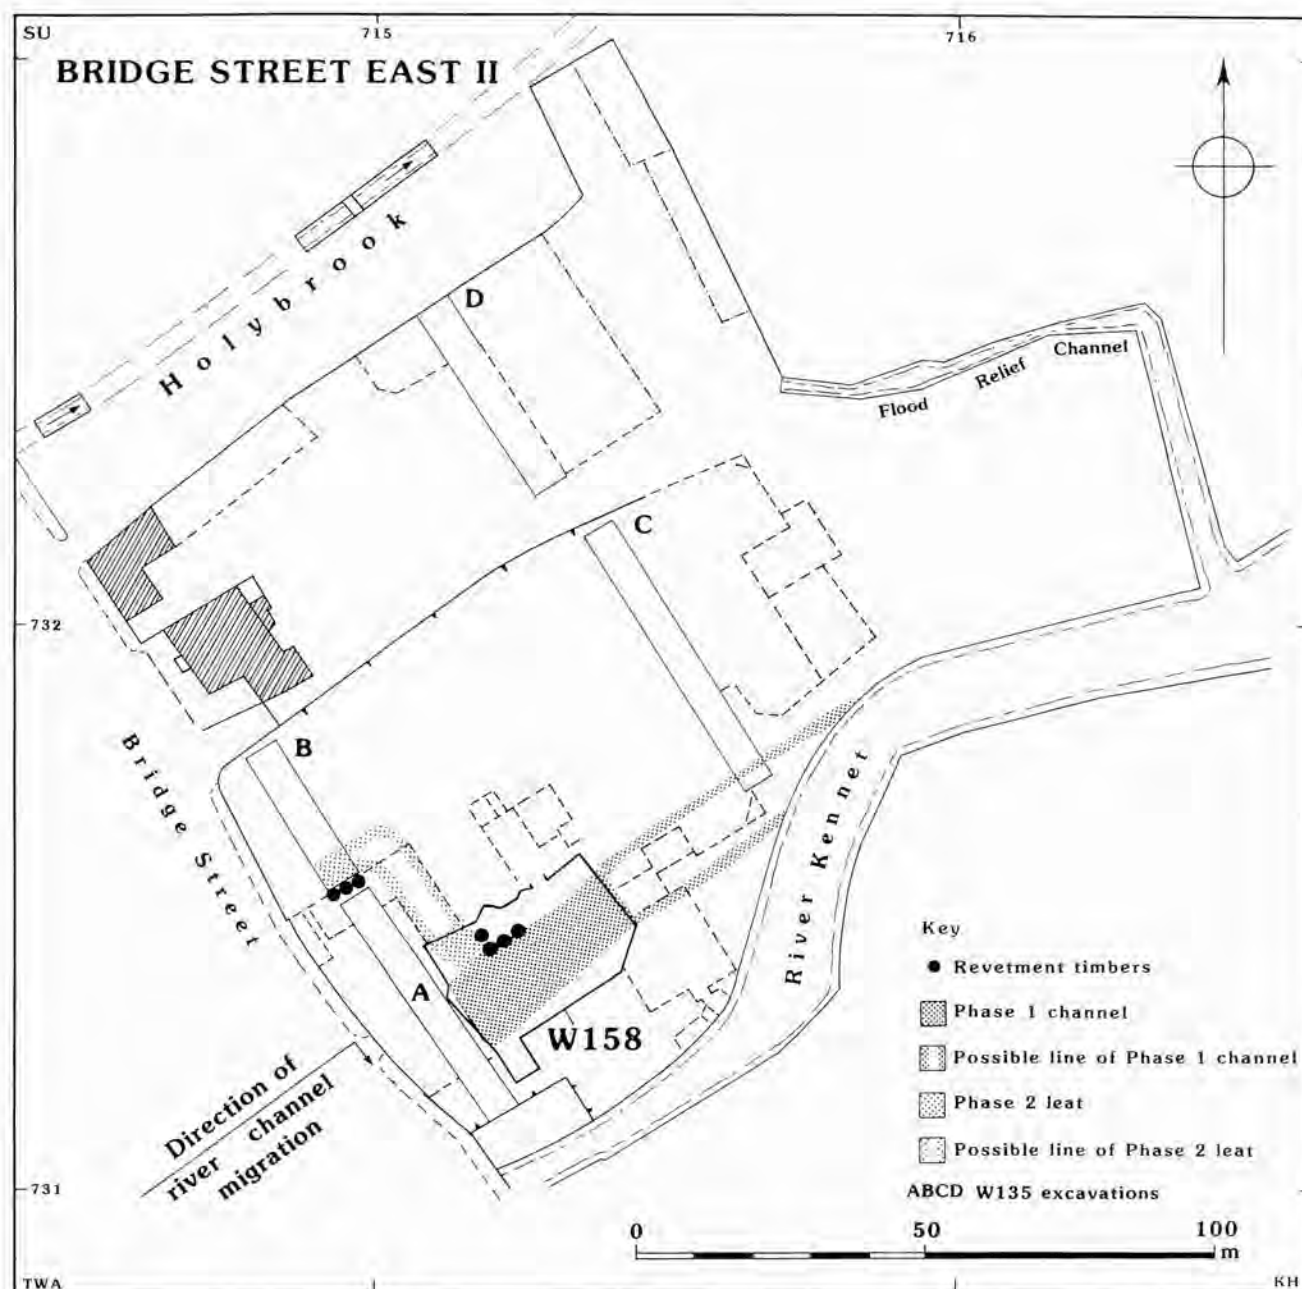 SU
715
716
BRIDGE STREET EAST II
Holybrook
D
Flood Relief Channel
C
732
B
Bridge Street
A
W158
River Kennet
Direction of
river channel
migration
Key
Revetment timbers
Phase 1 channel
Possible line of Phase 1 channel
Phase 2 leat
Possible line of Phase 2 leat
ABCD W135 excavations
731
0 50 100
m
TWA
KH